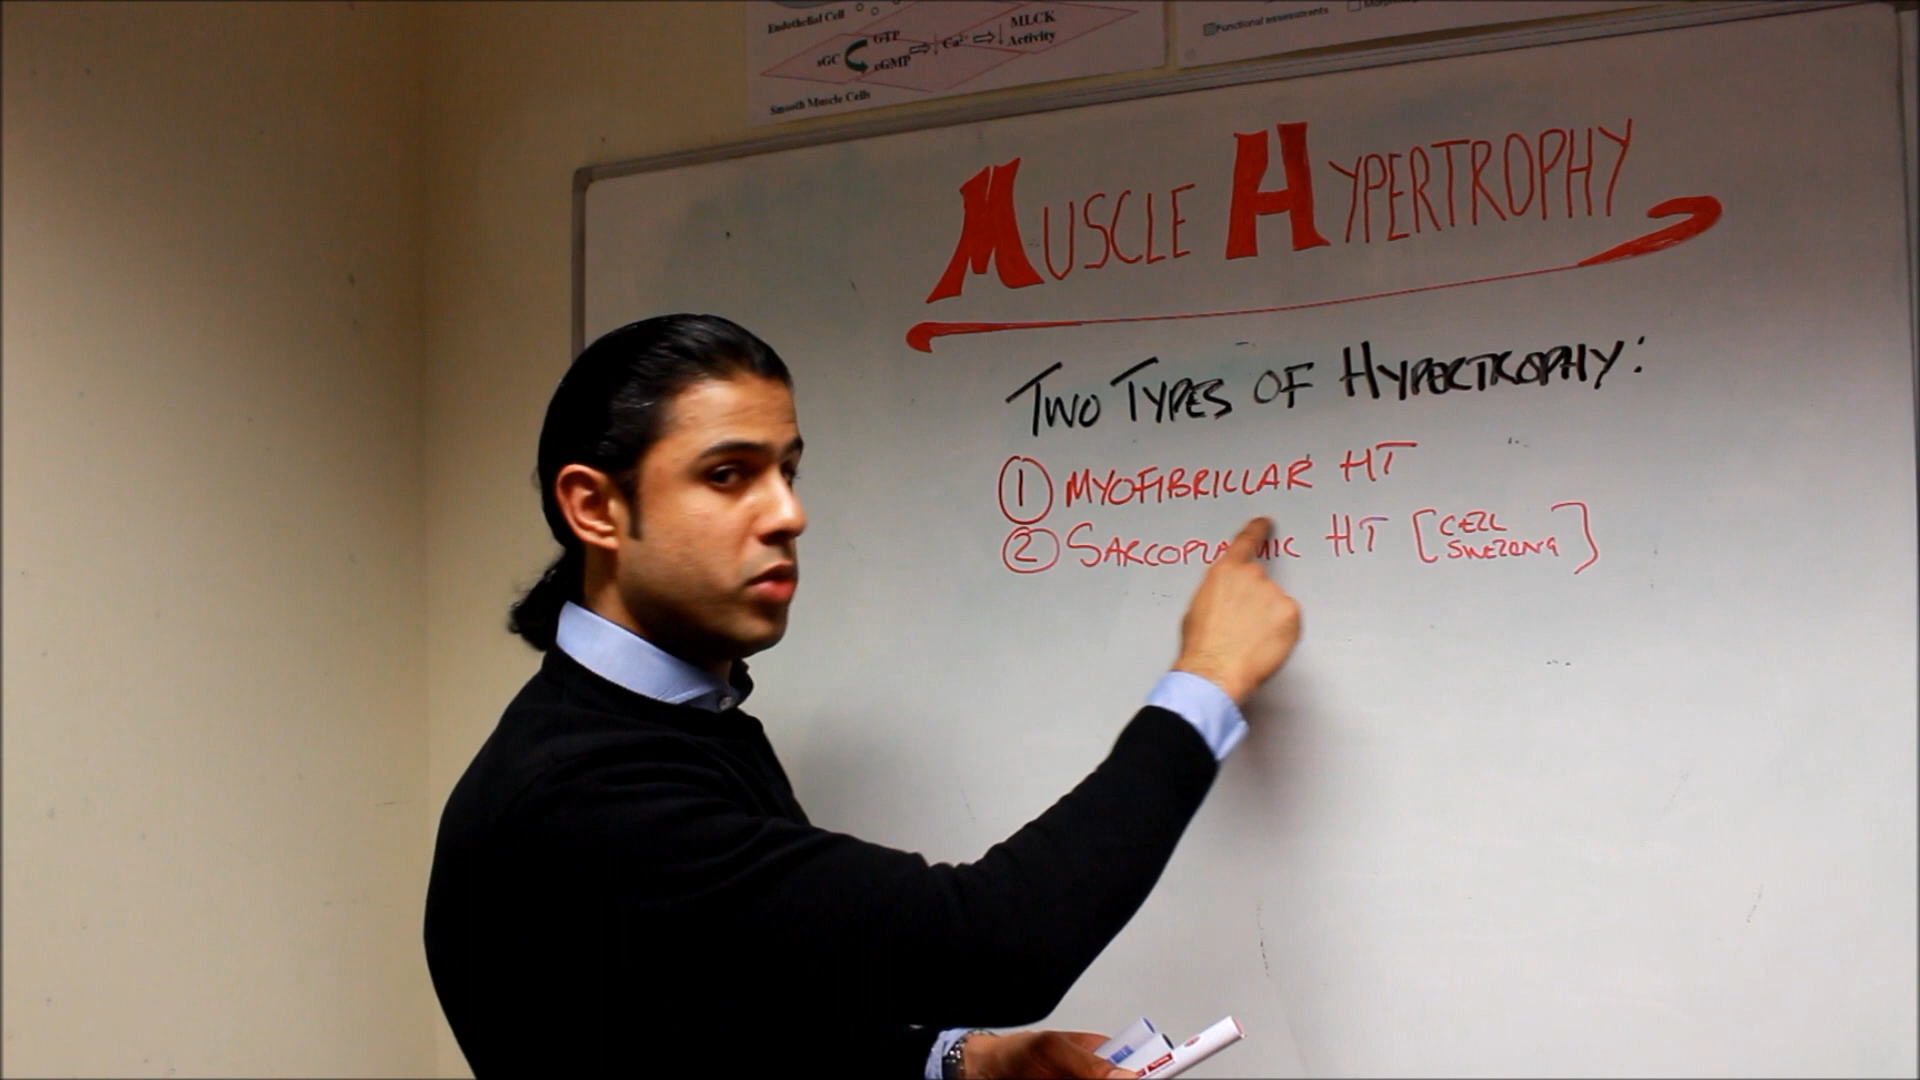 Endothelial Cell
GTP
sGC
cGMP
Ca²⁺
MLCK
Activity
Smooth Muscle Cells
Functional assessments
MUSCLE HYPERTROPHY
TWO TYPES OF HYPERTROPHY:
1 MYOFIBRILLAR HT
2 SARCOPLA MIC HT [CELL
SWELLING]